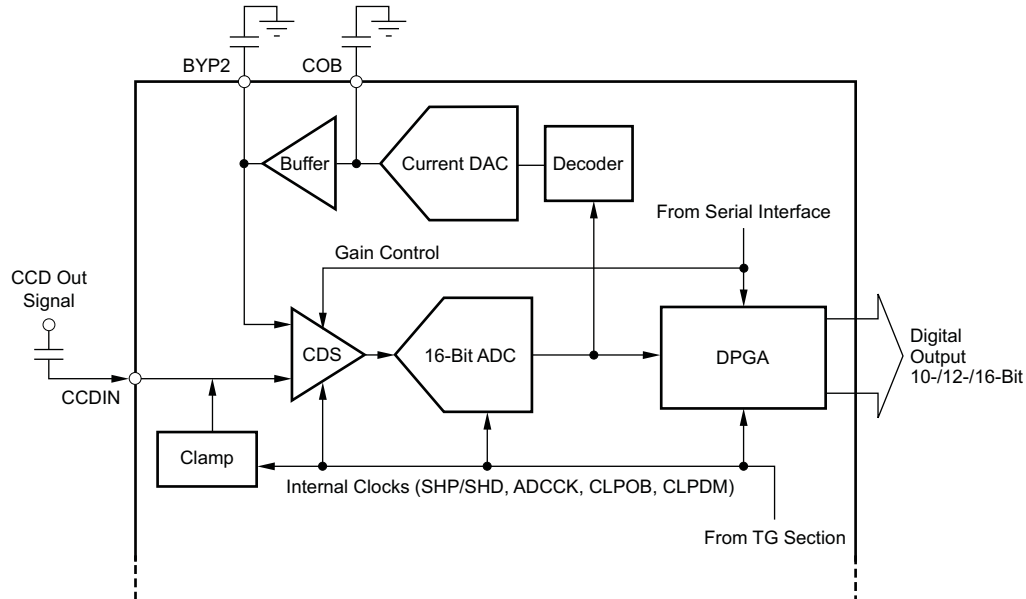 BYP2
COB
Buffer
Current DAC
Decoder
From Serial Interface
Gain Control
CCD Out
Signal
CDS
16-Bit ADC
DPGA
Digital
Output
10-/12-/16-Bit
CCDIN
Clamp
Internal Clocks (SHP/SHD, ADCCK, CLPOB, CLPDM)
From TG Section